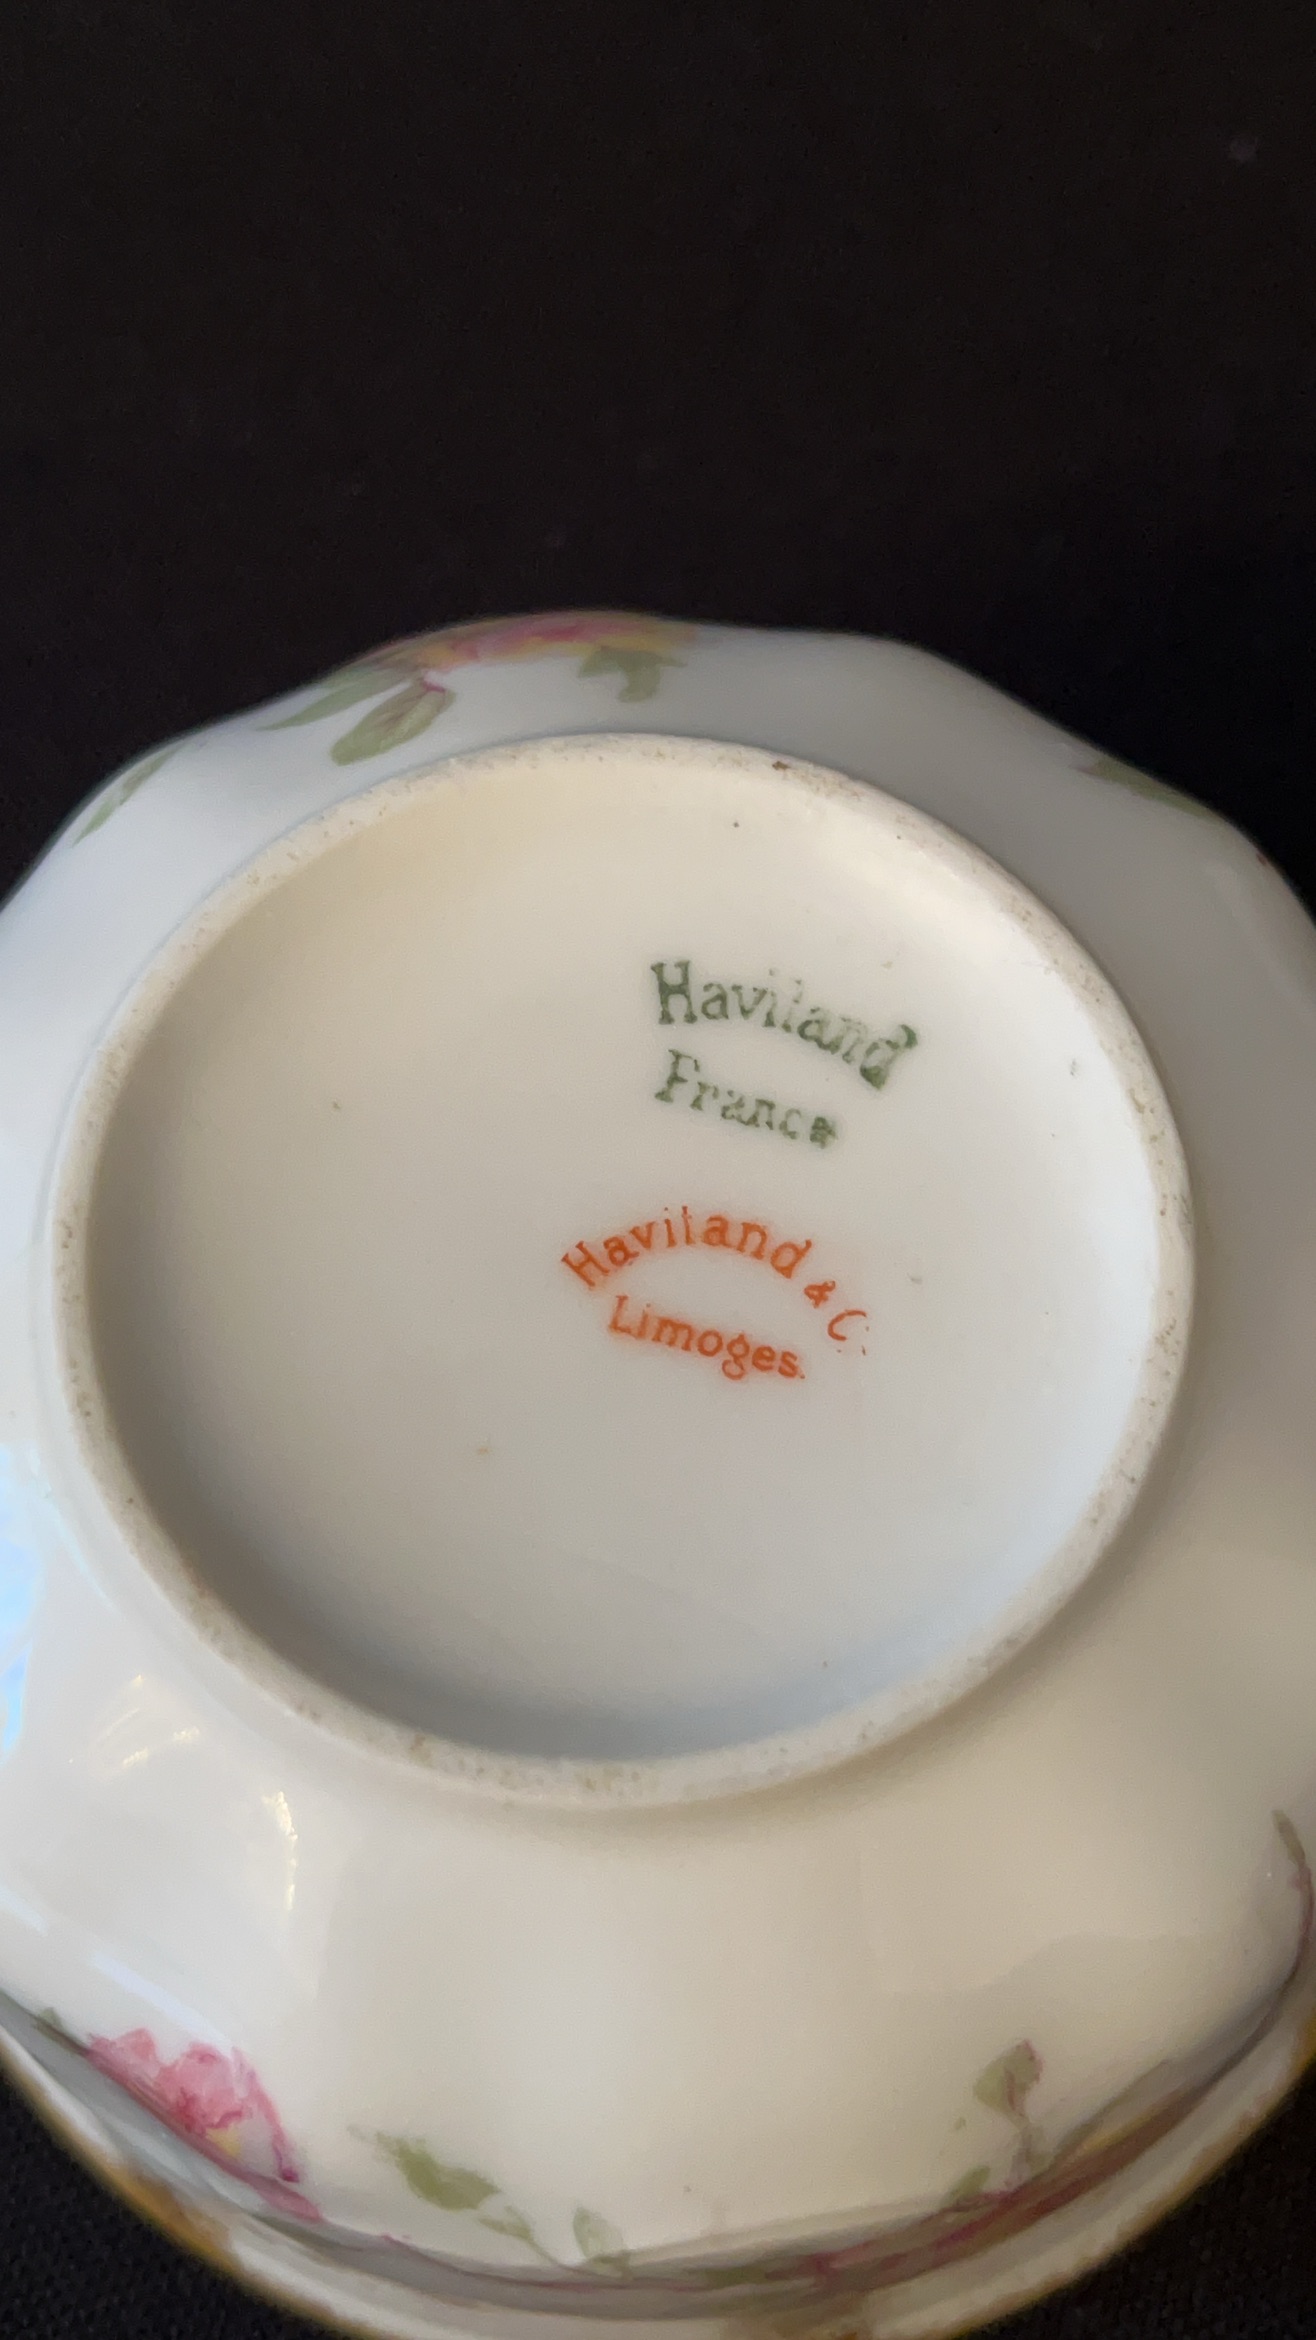 Haviland
France
Haviland & C.
Limoges.